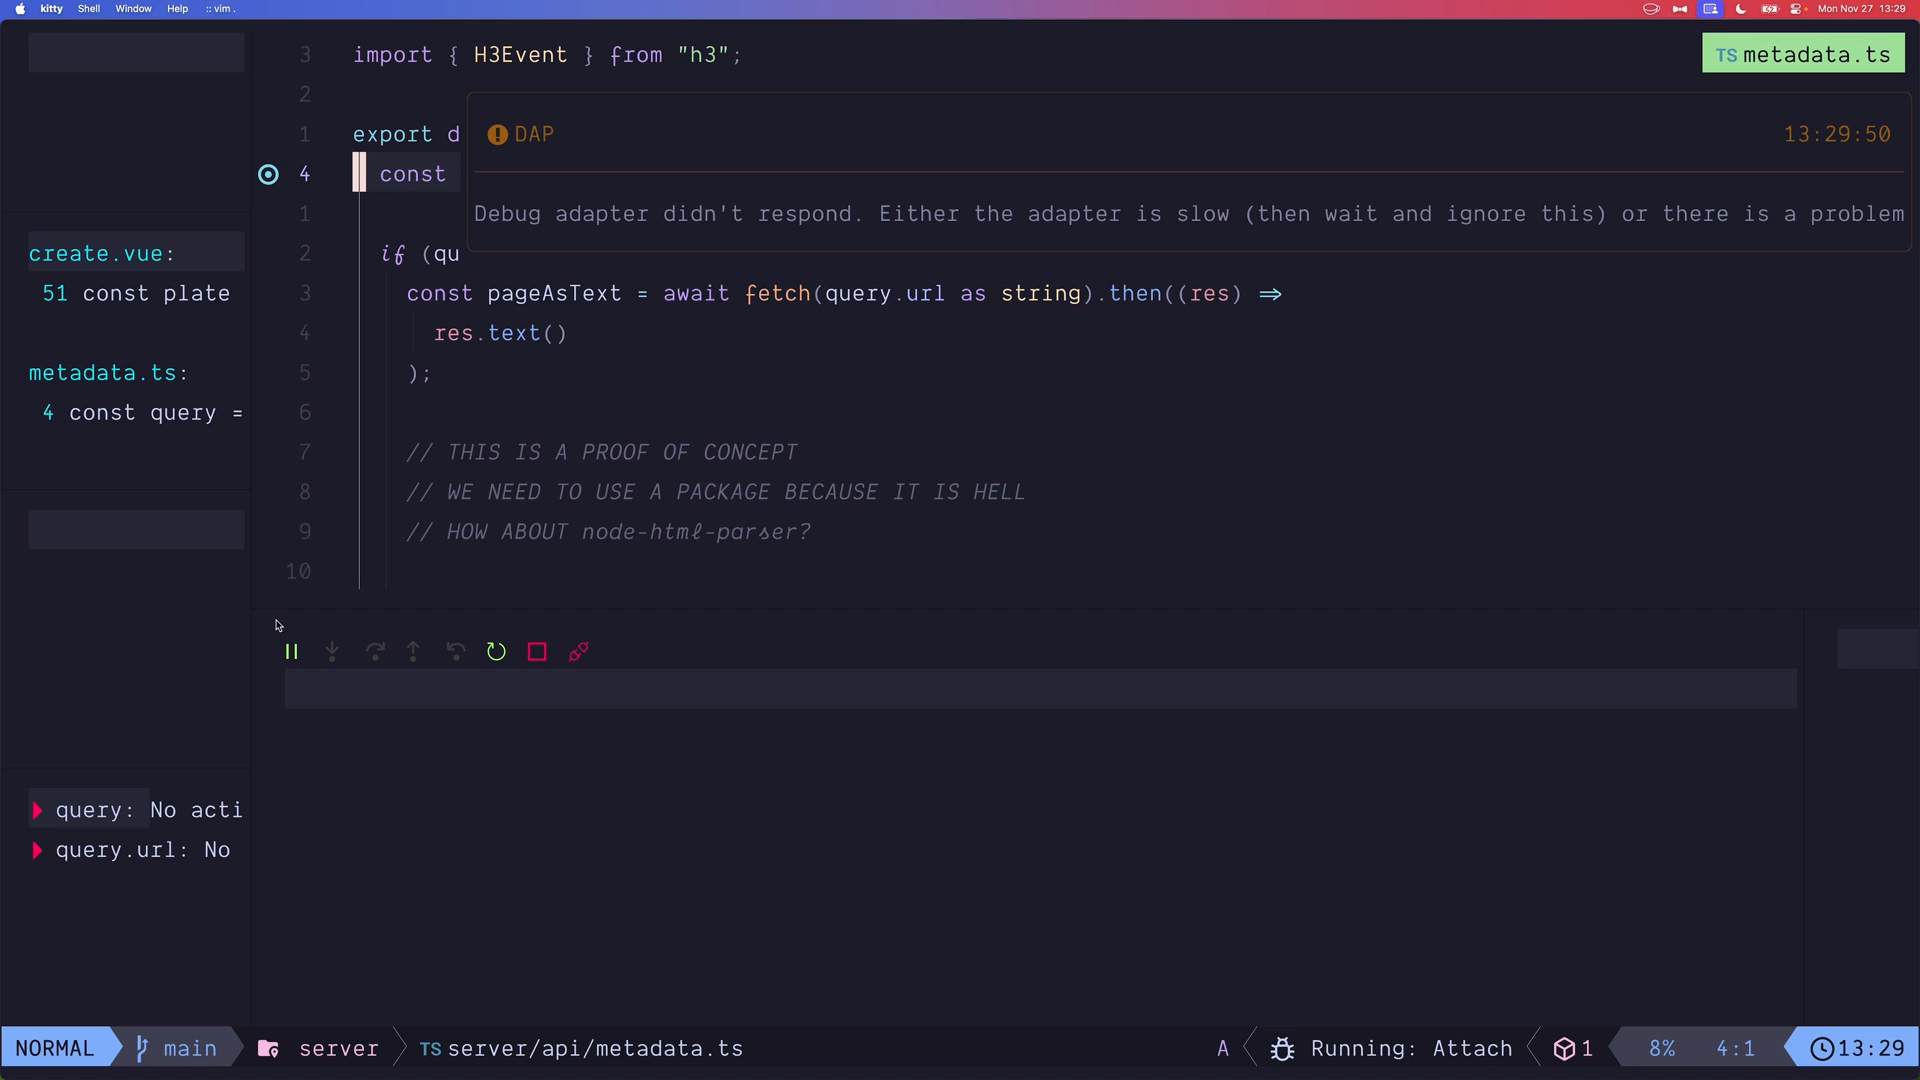 kitty Shell Window Help :: vim .
Mon Nov 27 13:29
create.vue:
51 const plate
metadata.ts:
4 const query =
query: No acti
query.url: No
3 import { H3Event } from "h3";
TS metadata.ts
2
1 export d
4 const
1
2 if (qu
3 const pageAsText = await fetch(query.url as string).then((res) ⇒
4 res.text()
5 );
6
7 // THIS IS A PROOF OF CONCEPT
8 // WE NEED TO USE A PACKAGE BECAUSE IT IS HELL
9 // HOW ABOUT node-html-parser?
10
DAP 13:29:50
Debug adapter didn't respond. Either the adapter is slow (then wait and ignore this) or there is a problem
NORMAL main server TS server/api/metadata.ts A Running: Attach 1 8% 4:1 13:29